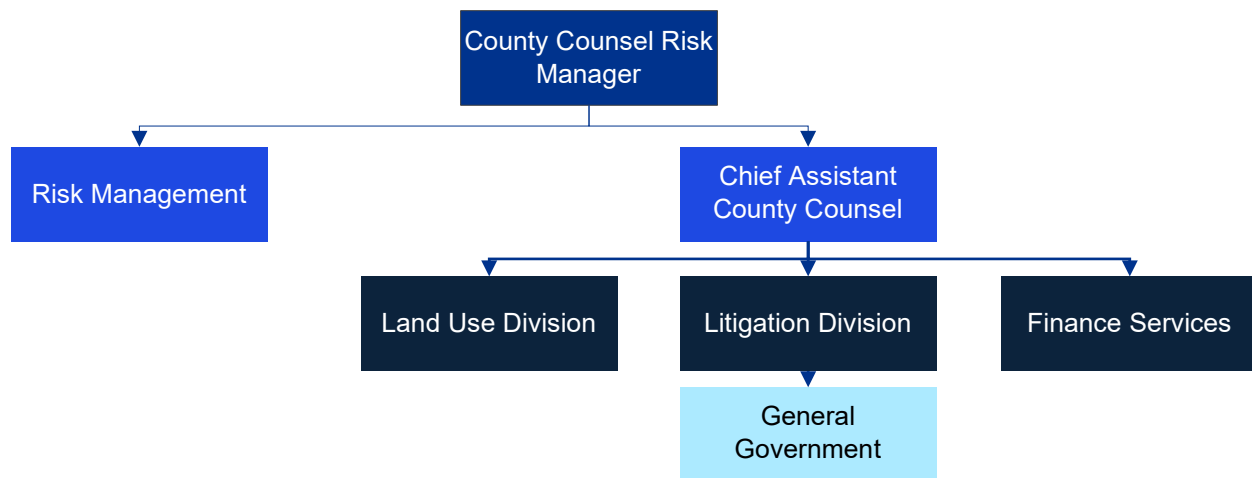 County Counsel Risk
Manager
Risk Management
Chief Assistant
County Counsel
Land Use Division
Litigation Division
Finance Services
General
Government